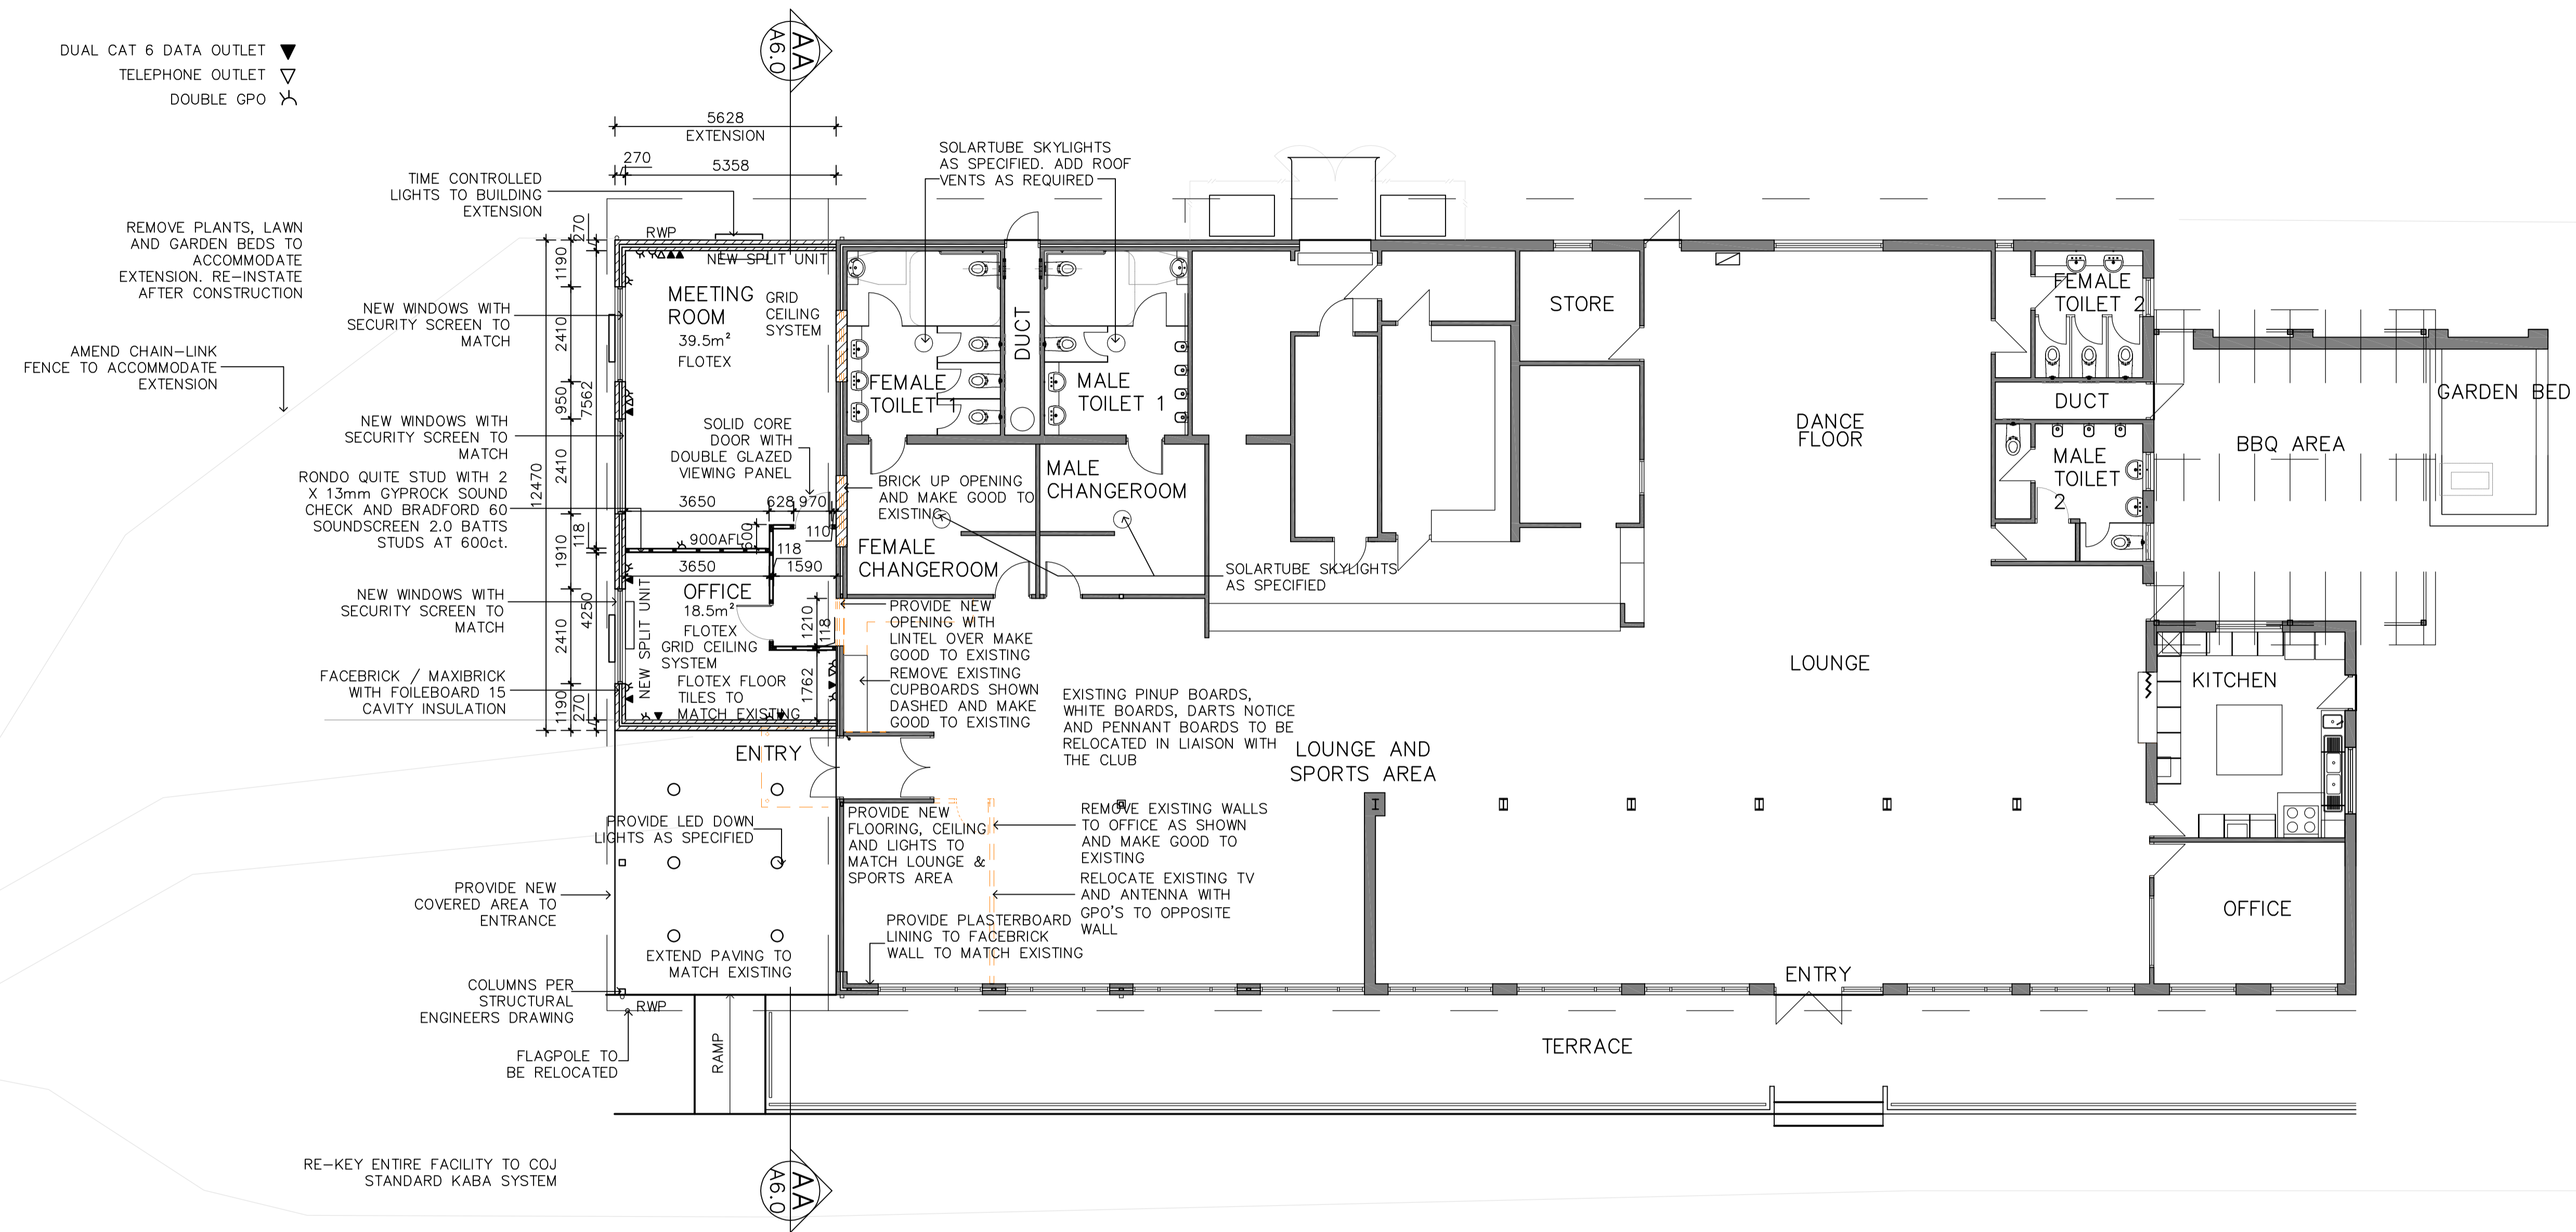 DUAL CAT 6 DATA OUTLET
TELEPHONE OUTLET
DOUBLE GPO
AA
A6.0
5628
EXTENSION
270
5358
TIME CONTROLLED
LIGHTS TO BUILDING
EXTENSION
SOLARTUBE SKYLIGHTS
AS SPECIFIED. ADD ROOF
VENTS AS REQUIRED
REMOVE PLANTS, LAWN
AND GARDEN BEDS TO
ACCOMMODATE
EXTENSION. RE-INSTATE
AFTER CONSTRUCTION
NEW WINDOWS WITH
SECURITY SCREEN TO
MATCH
AMEND CHAIN-LINK
FENCE TO ACCOMMODATE
EXTENSION
NEW WINDOWS WITH
SECURITY SCREEN TO
MATCH
RONDO QUITE STUD WITH 2
X 13mm GYPROCK SOUND
CHECK AND BRADFORD 60
SOUNDSCREEN 2.0 BATTS
STUDS AT 600ct.
NEW WINDOWS WITH
SECURITY SCREEN TO
MATCH
FACEBRICK / MAXIBRICK
WITH FOILEBOARD 15
CAVITY INSULATION
12470
270
1190
2410
950
7562
2410
118
1910
4250
2410
1190
270
RWP
NEW SPLIT UNIT
MEETING
ROOM
39.5m²
FLOTEX
GRID
CEILING
SYSTEM
SOLID CORE
DOOR WITH
DOUBLE GLAZED
VIEWING PANEL
3650
628
970
600
110
900AFL
118
3650
1590
OFFICE
18.5m²
FLOTEX
GRID CEILING
SYSTEM
FLOTEX FLOOR
TILES TO
MATCH EXISTING
NEW SPLIT UNIT
1210
118
1762
FEMALE
TOILET 1
DUCT
MALE
TOILET 1
BRICK UP OPENING
AND MAKE GOOD TO
EXISTING
FEMALE
CHANGEROOM
MALE
CHANGEROOM
SOLARTUBE SKYLIGHTS
AS SPECIFIED
PROVIDE NEW
OPENING WITH
LINTEL OVER MAKE
GOOD TO EXISTING
REMOVE EXISTING
CUPBOARDS SHOWN
DASHED AND MAKE
GOOD TO EXISTING
EXISTING PINUP BOARDS,
WHITE BOARDS, DARTS NOTICE
AND PENNANT BOARDS TO BE
RELOCATED IN LIAISON WITH
THE CLUB
LOUNGE AND
SPORTS AREA
STORE
DANCE
FLOOR
LOUNGE
FEMALE
TOILET 2
DUCT
MALE
TOILET
2
BBQ AREA
GARDEN BED
KITCHEN
OFFICE
ENTRY
PROVIDE LED DOWN
LIGHTS AS SPECIFIED
PROVIDE NEW
FLOORING, CEILING
AND LIGHTS TO
MATCH LOUNGE &
SPORTS AREA
REMOVE EXISTING WALLS
TO OFFICE AS SHOWN
AND MAKE GOOD TO
EXISTING
RELOCATE EXISTING TV
AND ANTENNA WITH
GPO'S TO OPPOSITE
WALL
PROVIDE PLASTERBOARD
LINING TO FACEBRICK
WALL TO MATCH EXISTING
PROVIDE NEW
COVERED AREA TO
ENTRANCE
EXTEND PAVING TO
MATCH EXISTING
COLUMNS PER
STRUCTURAL
ENGINEERS DRAWING
RWP
FLAGPOLE TO
BE RELOCATED
RAMP
ENTRY
TERRACE
RE-KEY ENTIRE FACILITY TO COJ
STANDARD KABA SYSTEM
AA
A6.0